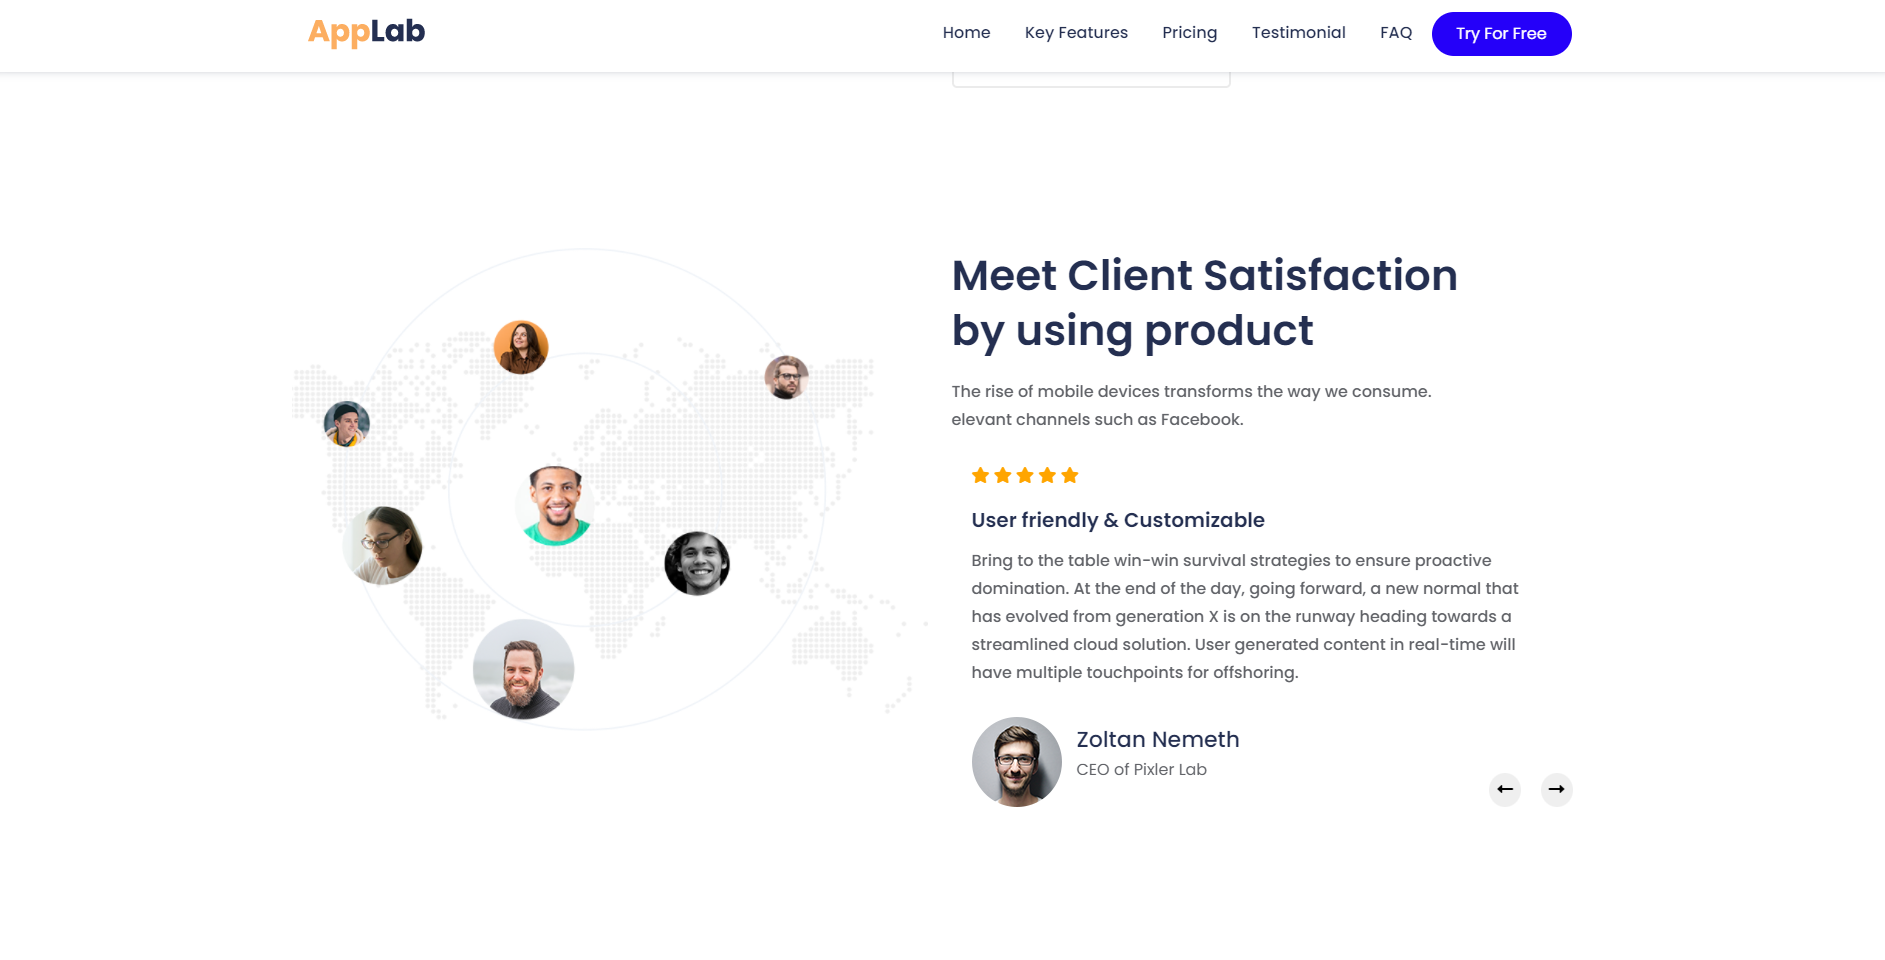 AppLab
Home
Key Features
Pricing
Testimonial
FAQ
Try For Free
Meet Client Satisfaction
by using product
The rise of mobile devices transforms the way we consume.
elevant channels such as Facebook.
User friendly & Customizable
Bring to the table win-win survival strategies to ensure proactive
domination. At the end of the day, going forward, a new normal that
has evolved from generation X is on the runway heading towards a
streamlined cloud solution. User generated content in real-time will
have multiple touchpoints for offshoring.
Zoltan Nemeth
CEO of Pixler Lab